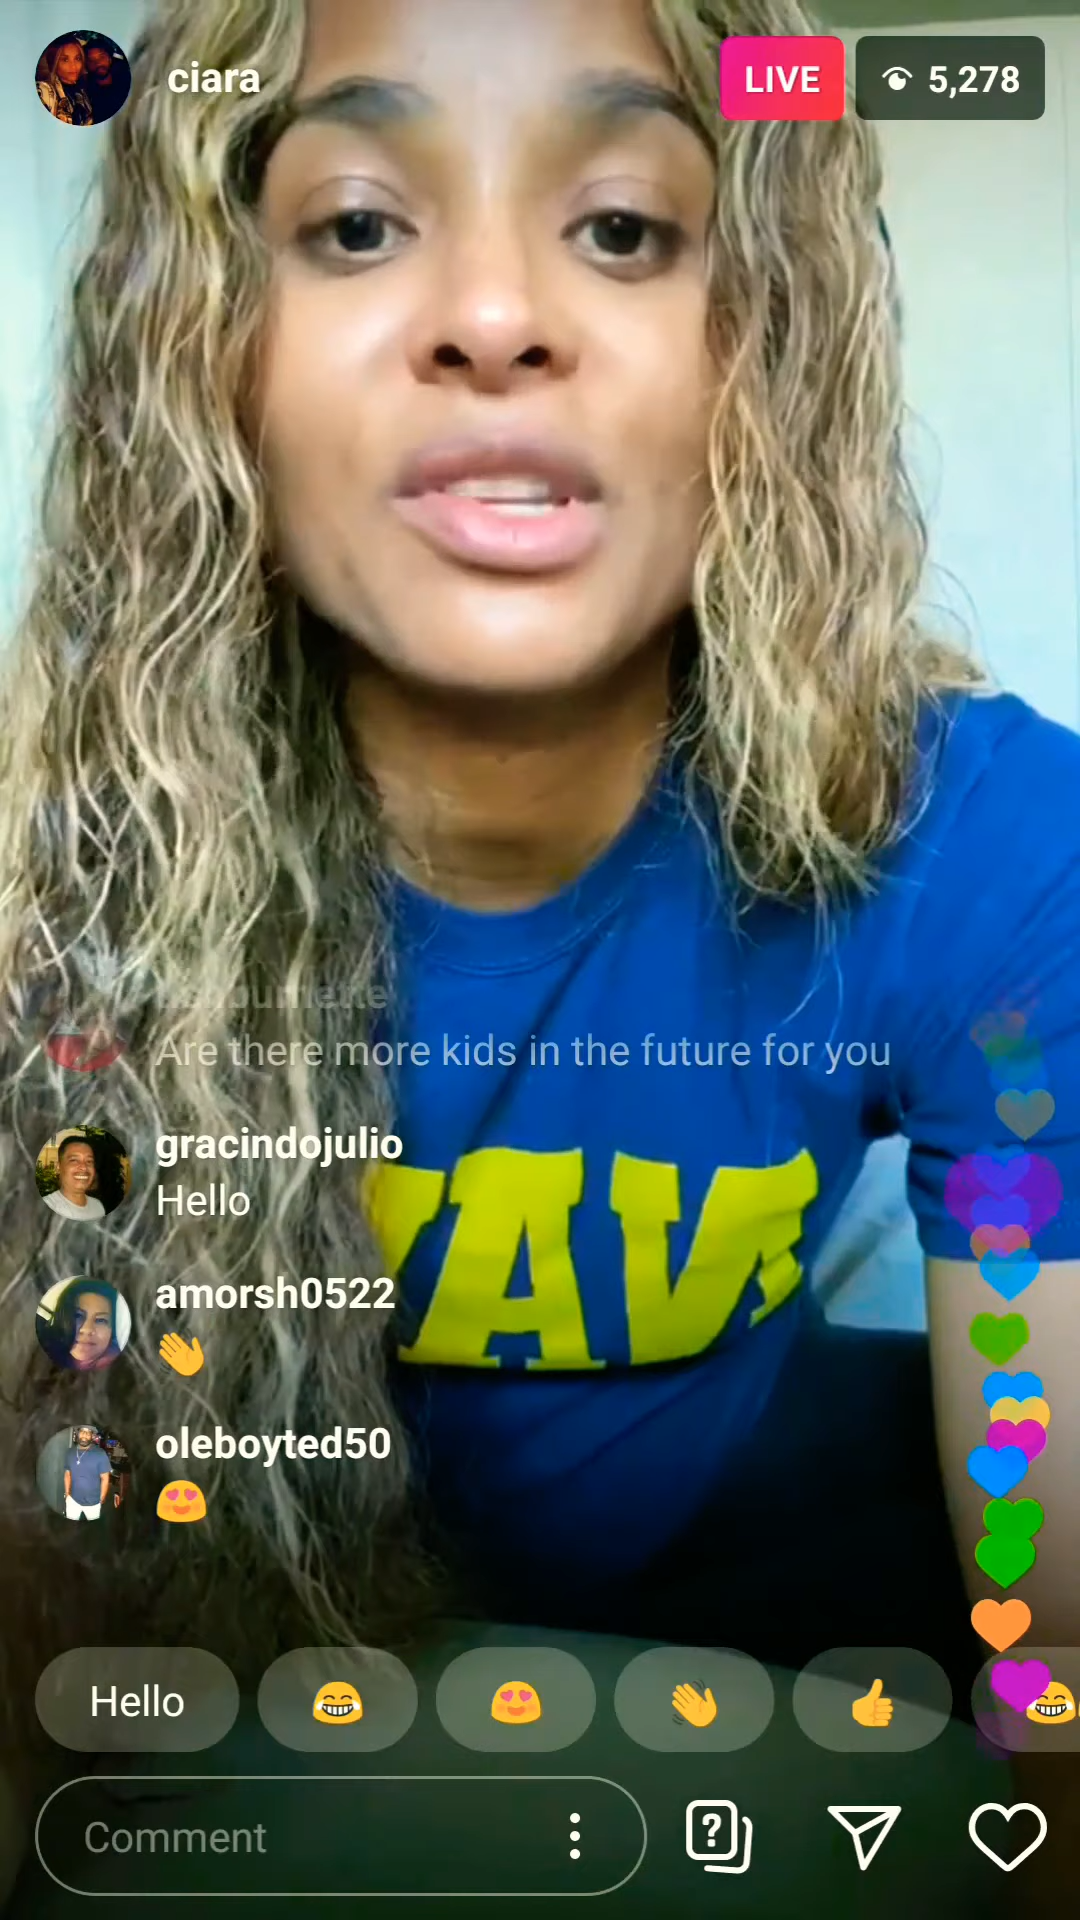 ciara
LIVE
5,278
Are there more kids in the future for you
gracindojulio
Hello
amorsh0522
👋
oleboyted50
😍
Hello
😂
😍
👋
👍
😂
Comment